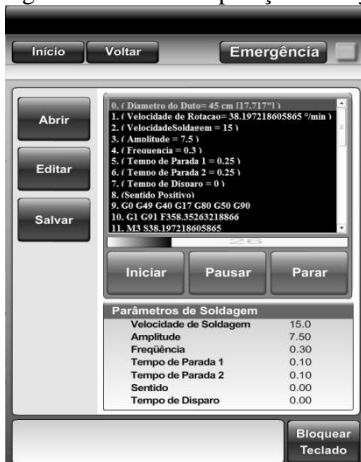 Início Voltar Emergência
Abrir
Editar
Salvar
0. ( Diametro do Duto= 45 cm [17.717"] )
1. ( Velocidade de Rotacao= 38.197218605865 °/min )
2. ( VelocidadeSoldagem = 15 )
3. ( Amplitude = 7.5 )
4. ( Frequencia = 0.3 )
5. ( Tempo de Parada 1 = 0.25 )
6. ( Tempo de Parada 2 = 0.25 )
7. ( Tempo de Disparo = 0 )
8. (Sentido Positivo)
9. G0 G49 G40 G17 G80 G50 G90
10. G1 G91 F358.35263218866
11. M3 S38.197218605865
26
Iniciar Pausar Parar
Parâmetros de Soldagem
Velocidade de Soldagem 15.0
Amplitude 7.50
Freqüência 0.30
Tempo de Parada 1 0.10
Tempo de Parada 2 0.10
Sentido 0.00
Tempo de Disparo 0.00
Bloquear
Teclado